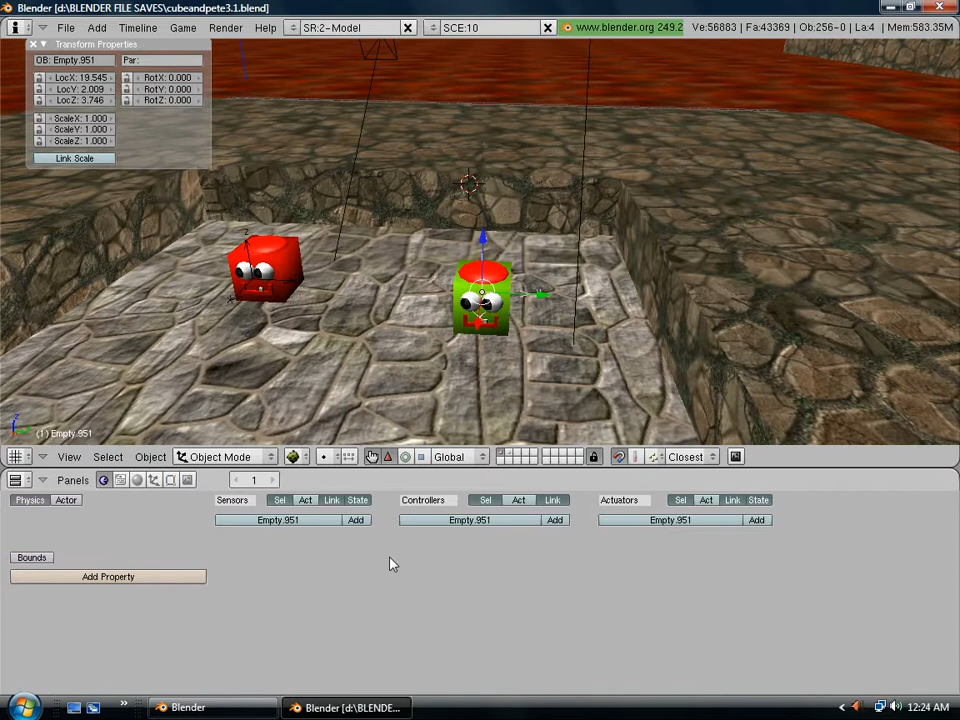 Blender [d:\BLENDER FILE SAVES\cubeandpete3.1.blend]
File Add Timeline Game Render Help SR:2-Model SCE:10 www.blender.org 249.2 Ve:56883 | Fa:43369 | Ob:256-0 | La:4 | Mem:583.35M
Transform Properties
OB: Empty.951 Par:
LocX: 19.545 RotX: 0.000
LocY: 2.009 RotY: 0.000
LocZ: 3.746 RotZ: 0.000
ScaleX: 1.000
ScaleY: 1.000
ScaleZ: 1.000
Link Scale
z
z
(1) Empty.951
View Select Object Object Mode Global Closest
Panels 1
Physics Actor Sensors Sel Act Link State Controllers Sel Act Link Actuators Sel Act Link State
Empty.951 Add Empty.951 Add Empty.951 Add
Bounds
Add Property
Blender Blender [d:\BLENDE... 12:24 AM